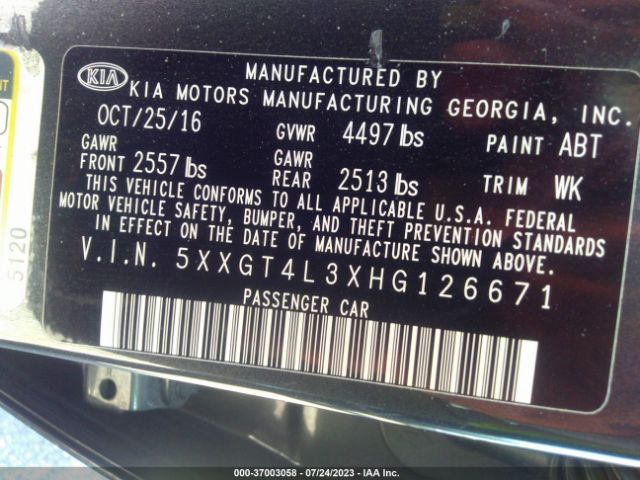 KIA
MANUFACTURED BY
KIA MOTORS MANUFACTURING GEORGIA, INC.
OCT/25/16 GVWR 4497 lbs PAINT ABT
GAWR FRONT 2557 lbs GAWR REAR 2513 lbs TRIM WK
THIS VEHICLE CONFORMS TO ALL APPLICABLE U.S.A. FEDERAL
MOTOR VEHICLE SAFETY, BUMPER, AND THEFT PREVENTION STANDARDS
IN EFFECT ON THE DATE OF MANUFACTURE SHOWN ABOVE.
V.I.N. 5XXGT4L3XHG126671
PASSENGER CAR
5120
000-37003058 - 07/24/2023 - IAA Inc.